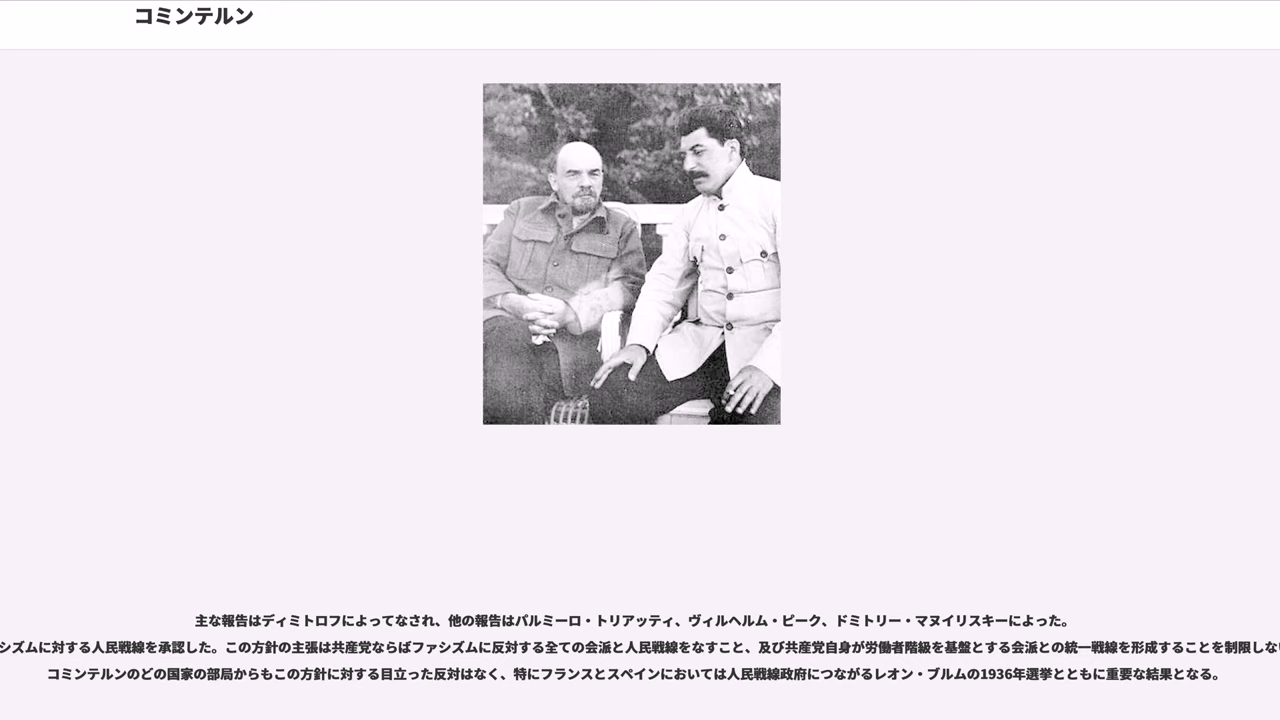 コミンテルン
主な報告はディミトロフによってなされ、他の報告はパルミーロ・トリアッティ、ヴィルヘルム・ピーク、ドミトリー・マヌイリスキーによった。
シズムに対する人民戦線を承認した。この方針の主張は共産党ならばファシズムに反対する全ての会派と人民戦線をなすこと、及び共産党自身が労働者階級を基盤とする会派との統一戦線を形成することを制限しな
コミンテルンのどの国家の部局からもこの方針に対する目立った反対はなく、特にフランスとスペインにおいては人民戦線政府につながるレオン・ブルムの1936年選挙とともに重要な結果となる。